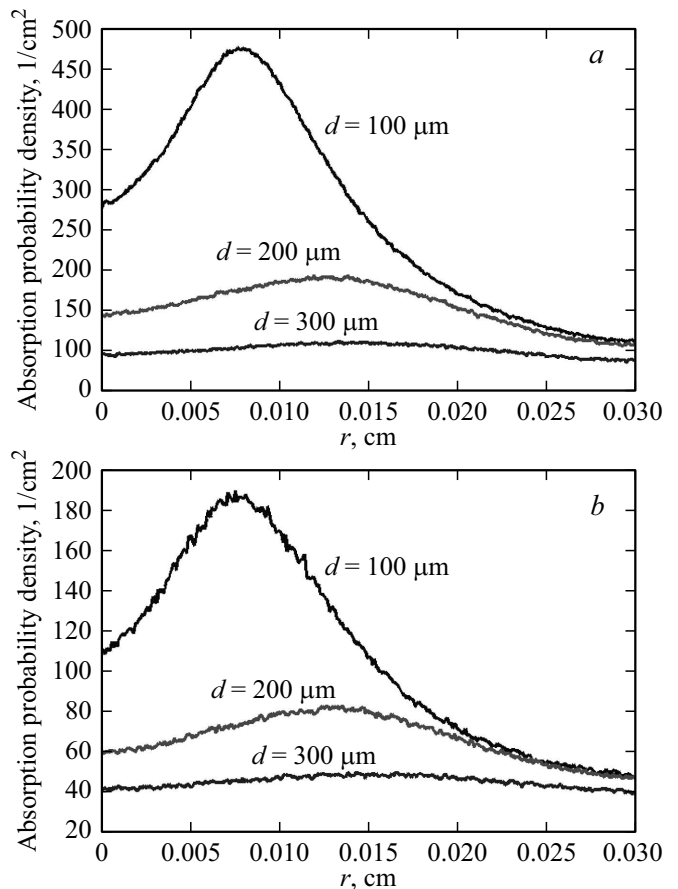 500
450
400
350
300
250
200
150
100
0
Absorption probability density, 1/cm²
a
d = 100 μm
d = 200 μm
d = 300 μm
0 0.005 0.010 0.015 0.020 0.025 0.030
r, cm
200
180
160
140
120
100
80
60
40
20
Absorption probability density, 1/cm²
b
d = 100 μm
d = 200 μm
d = 300 μm
0 0.005 0.010 0.015 0.020 0.025 0.030
r, cm